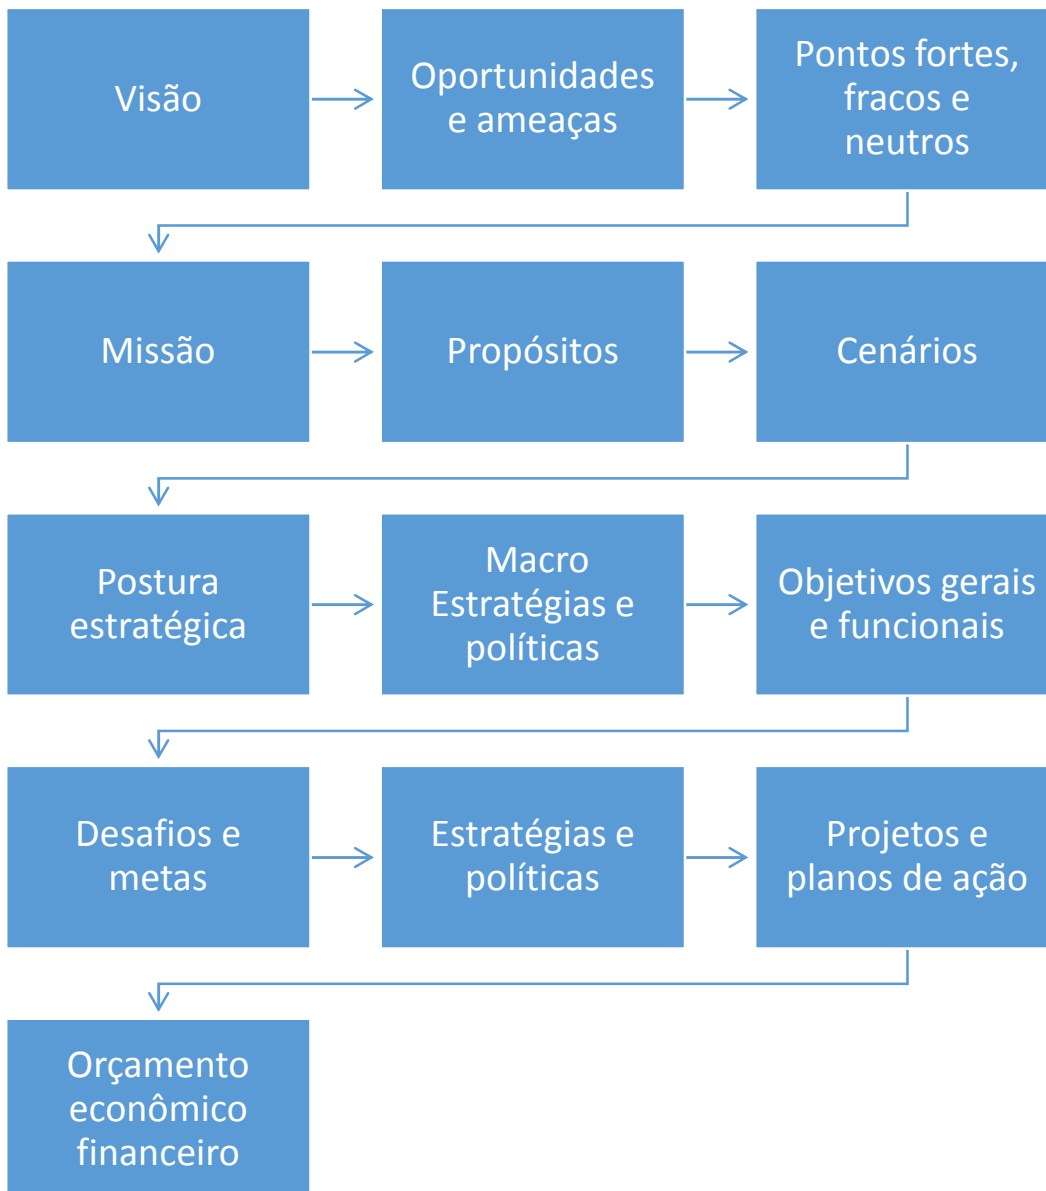 Visão
Oportunidades
e ameaças
Pontos fortes,
fracos e
neutros
Missão
Propósitos
Cenários
Postura
estratégica
Macro
Estratégias e
políticas
Objetivos gerais
e funcionais
Desafios e
metas
Estratégias e
políticas
Projetos e
planos de ação
Orçamento
econômico
financeiro